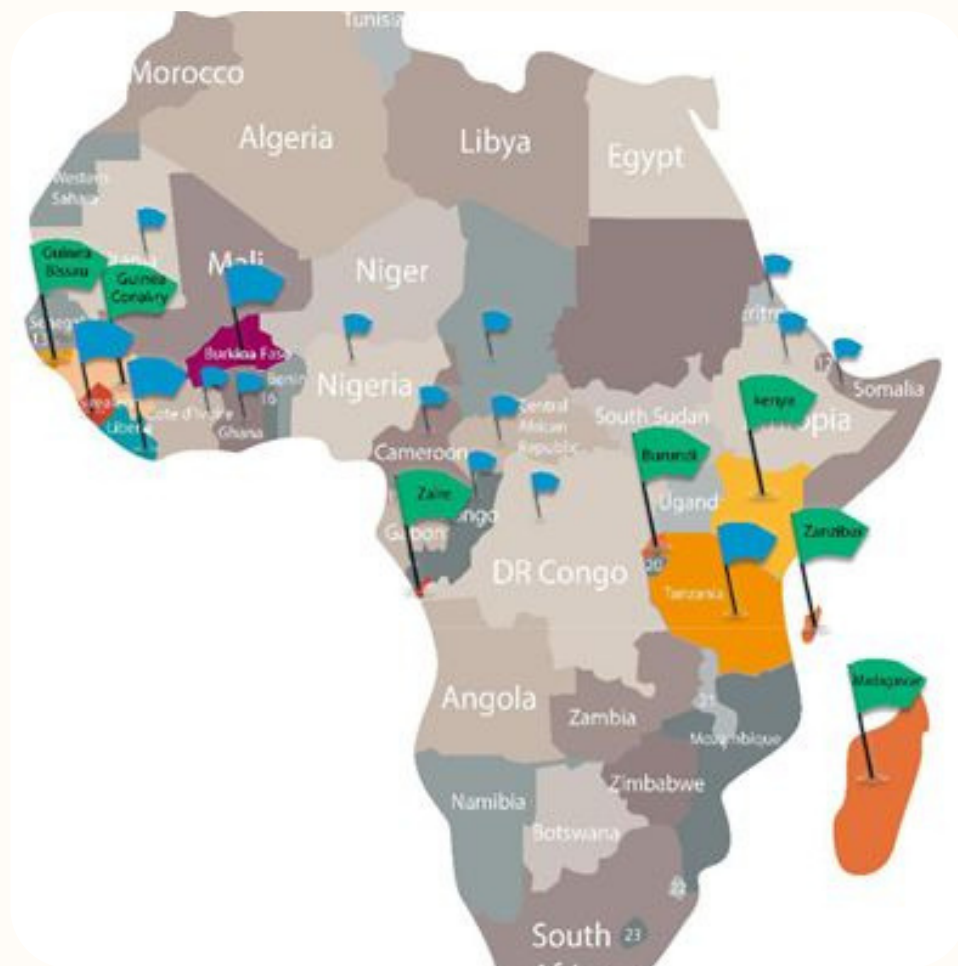 Tunisia
Morocco
Algeria
Libya
Egypt
Western
Sahara
Mali
Niger
Guinea
Bissau
Guinea
Conakry
Senegal
13
Burkina Faso
Benin
16
Nigeria
Ghana
Cote d'Ivoire
Liberia
Eritrea
17
Somalia
Kenya
Central
African
Republic
South Sudan
Cameroon
Burundi
Zaire
Gabon
Uganda
Zanzibar
DR Congo
20
Tanzania
Madagascar
Angola
21
Zambia
Mozambique
Zimbabwe
Namibia
Botswana
22
South
23